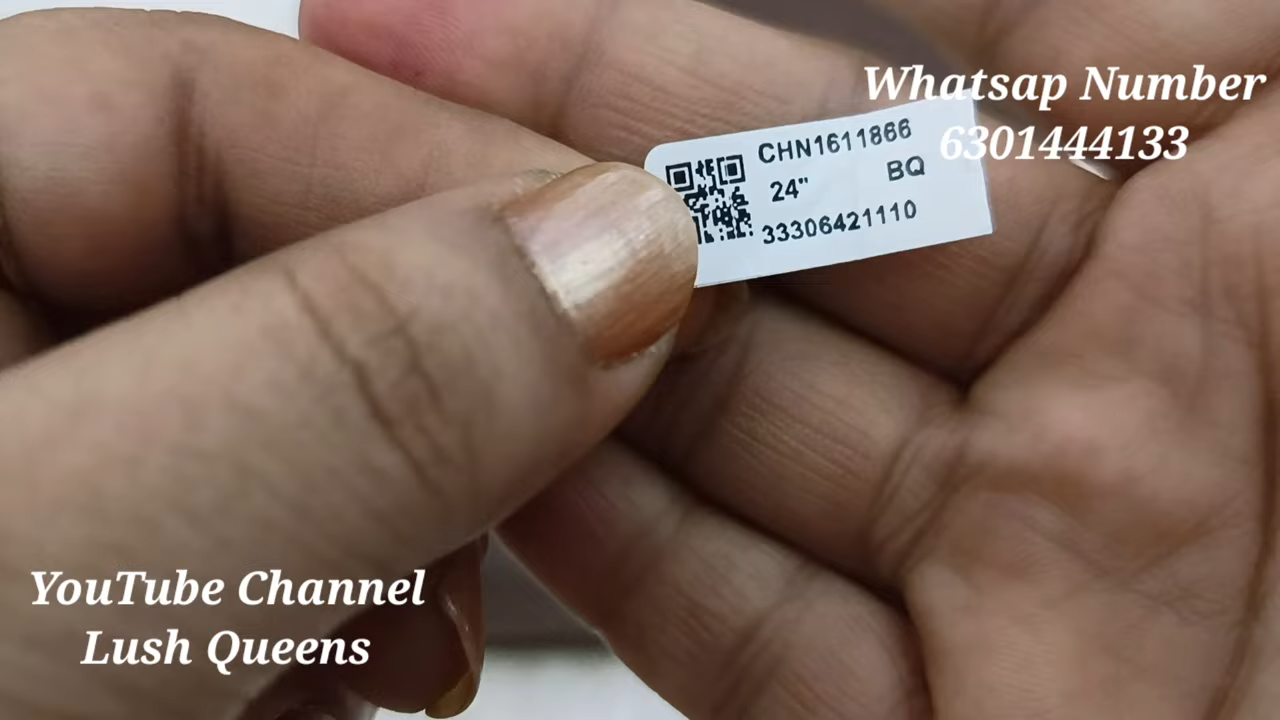 Whatsap Number
6301444133
CHN1611866
24" BQ
33306421110
YouTube Channel
Lush Queens